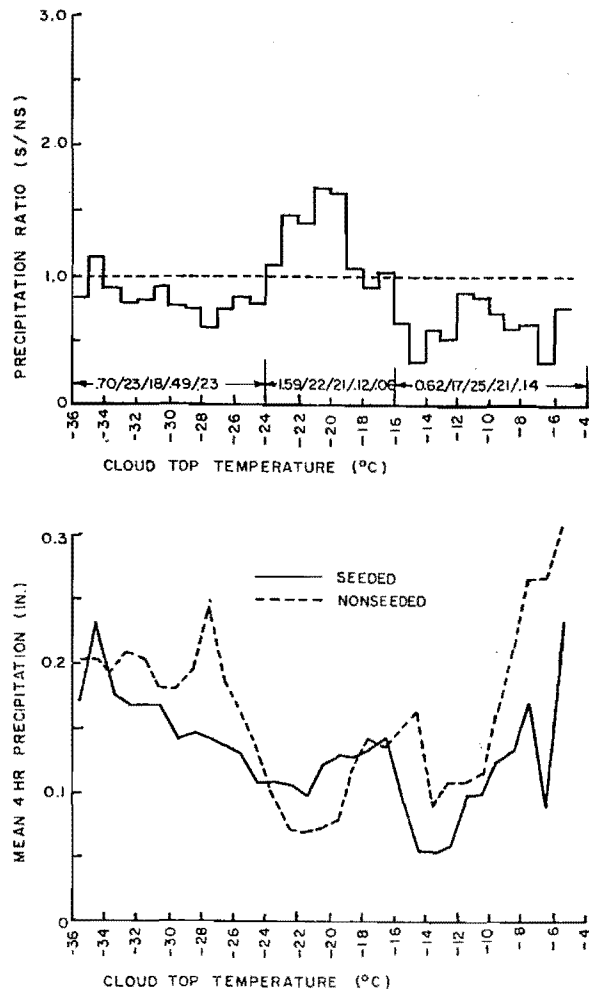 3.0
2.0
1.0
0
PRECIPITATION RATIO (S/NS)
.70/23/18/.49/23
1.59/22/21/.12/.06
0.62/17/25/.21/.14
-36 -34 -32 -30 -28 -26 -24 -22 -20 -18 -16 -14 -12 -10 -8 -6 -4
CLOUD TOP TEMPERATURE (°C)
0.3
0.2
0.1
0
MEAN 4 HR PRECIPITATION (IN.)
SEEDED
NONSEEDED
-36 -34 -32 -30 -28 -26 -24 -22 -20 -18 -16 -14 -12 -10 -8 -6 -4
CLOUD TOP TEMPERATURE (°C)